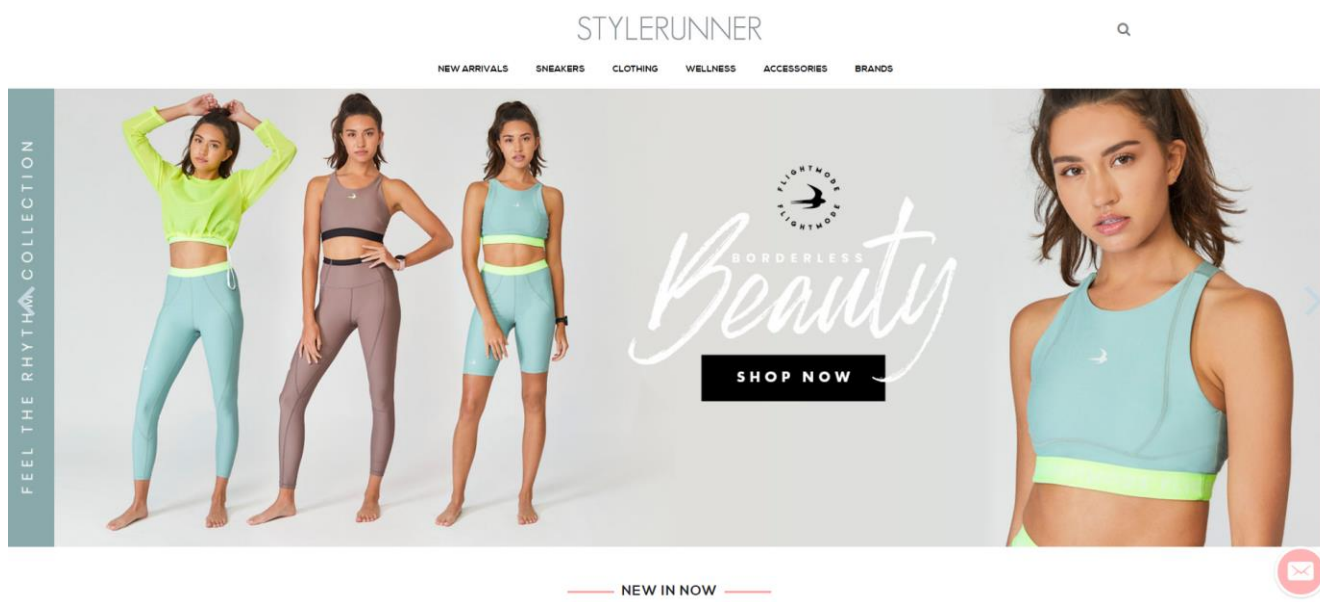 STYLERUNNER
NEW ARRIVALS SNEAKERS CLOTHING WELLNESS ACCESSORIES BRANDS
FEEL THE RHYTHM COLLECTION
FLIGHTMODE FLIGHTMODE
BORDERLESS
Beauty
SHOP NOW
NEW IN NOW